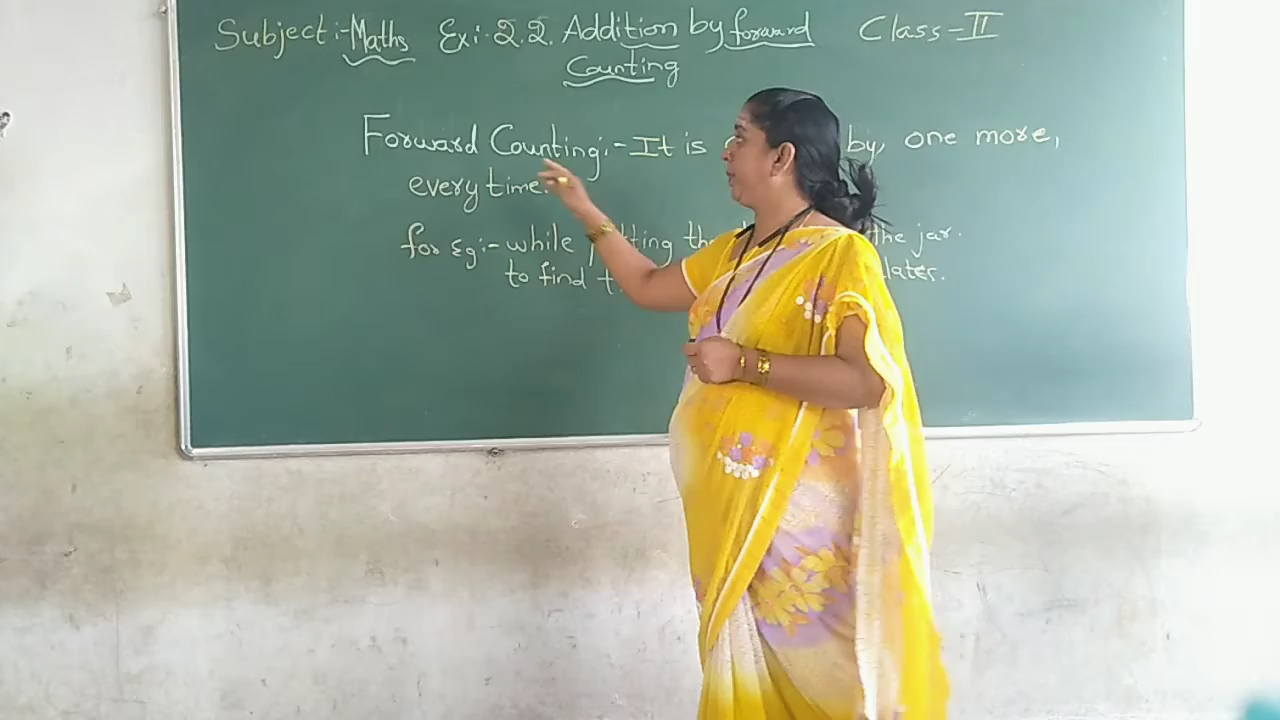 Subject:-Maths Ex:-2.2. Addition by forward Class-II
Counting
Forward Counting:-It is by, one more,
every time.
for Eg:- while putting the jar.
to find later.